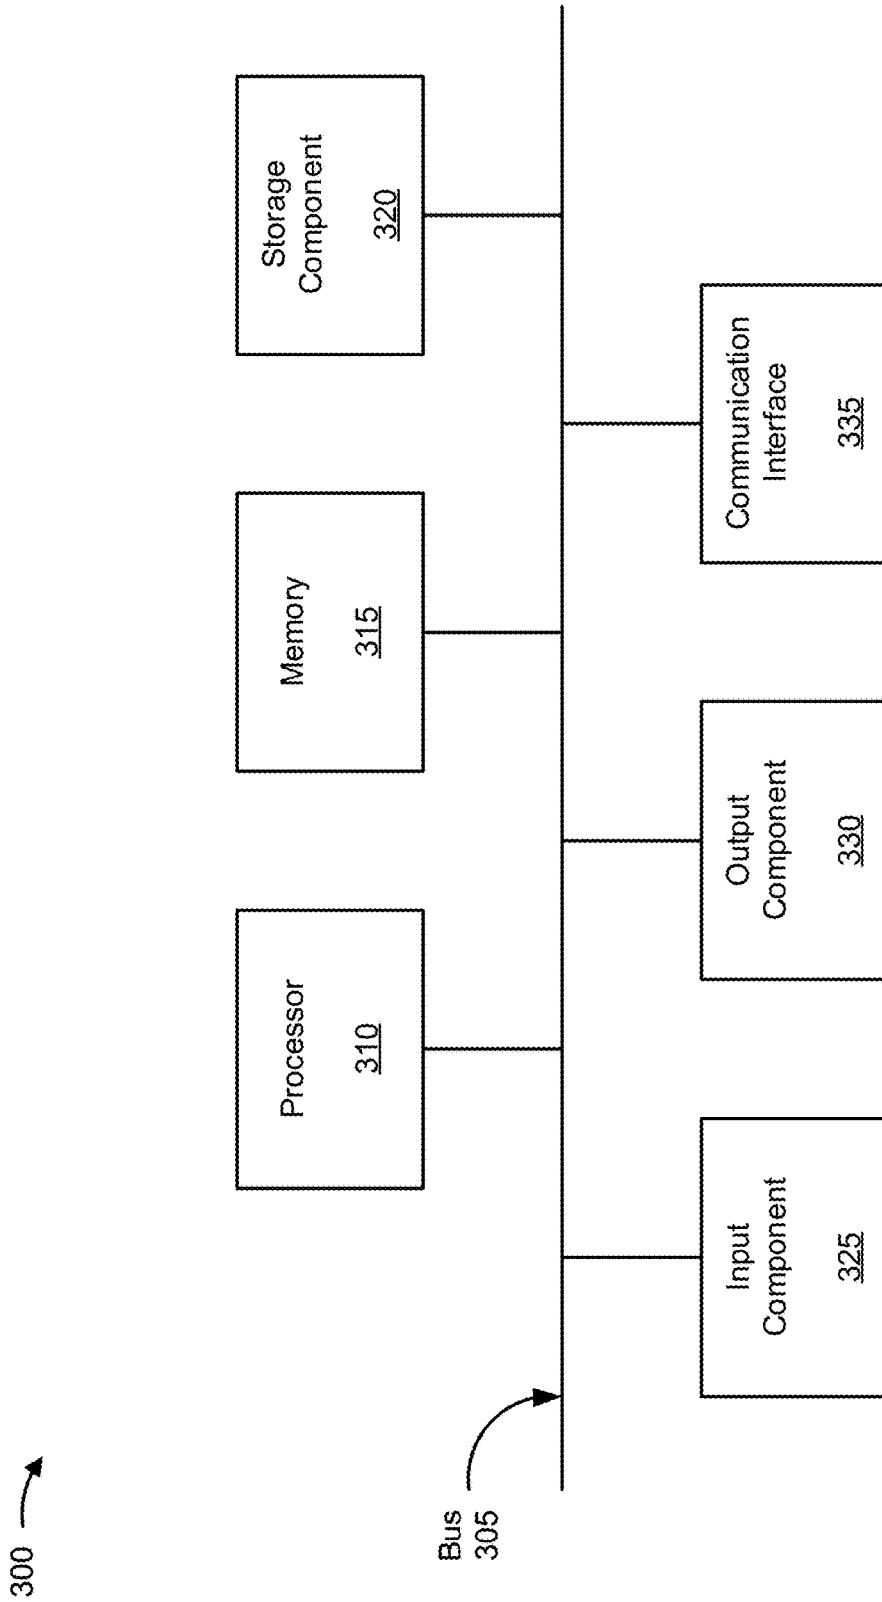 300
Processor
310
Memory
315
Storage
Component
320
Bus
305
Input
Component
325
Output
Component
330
Communication
Interface
335